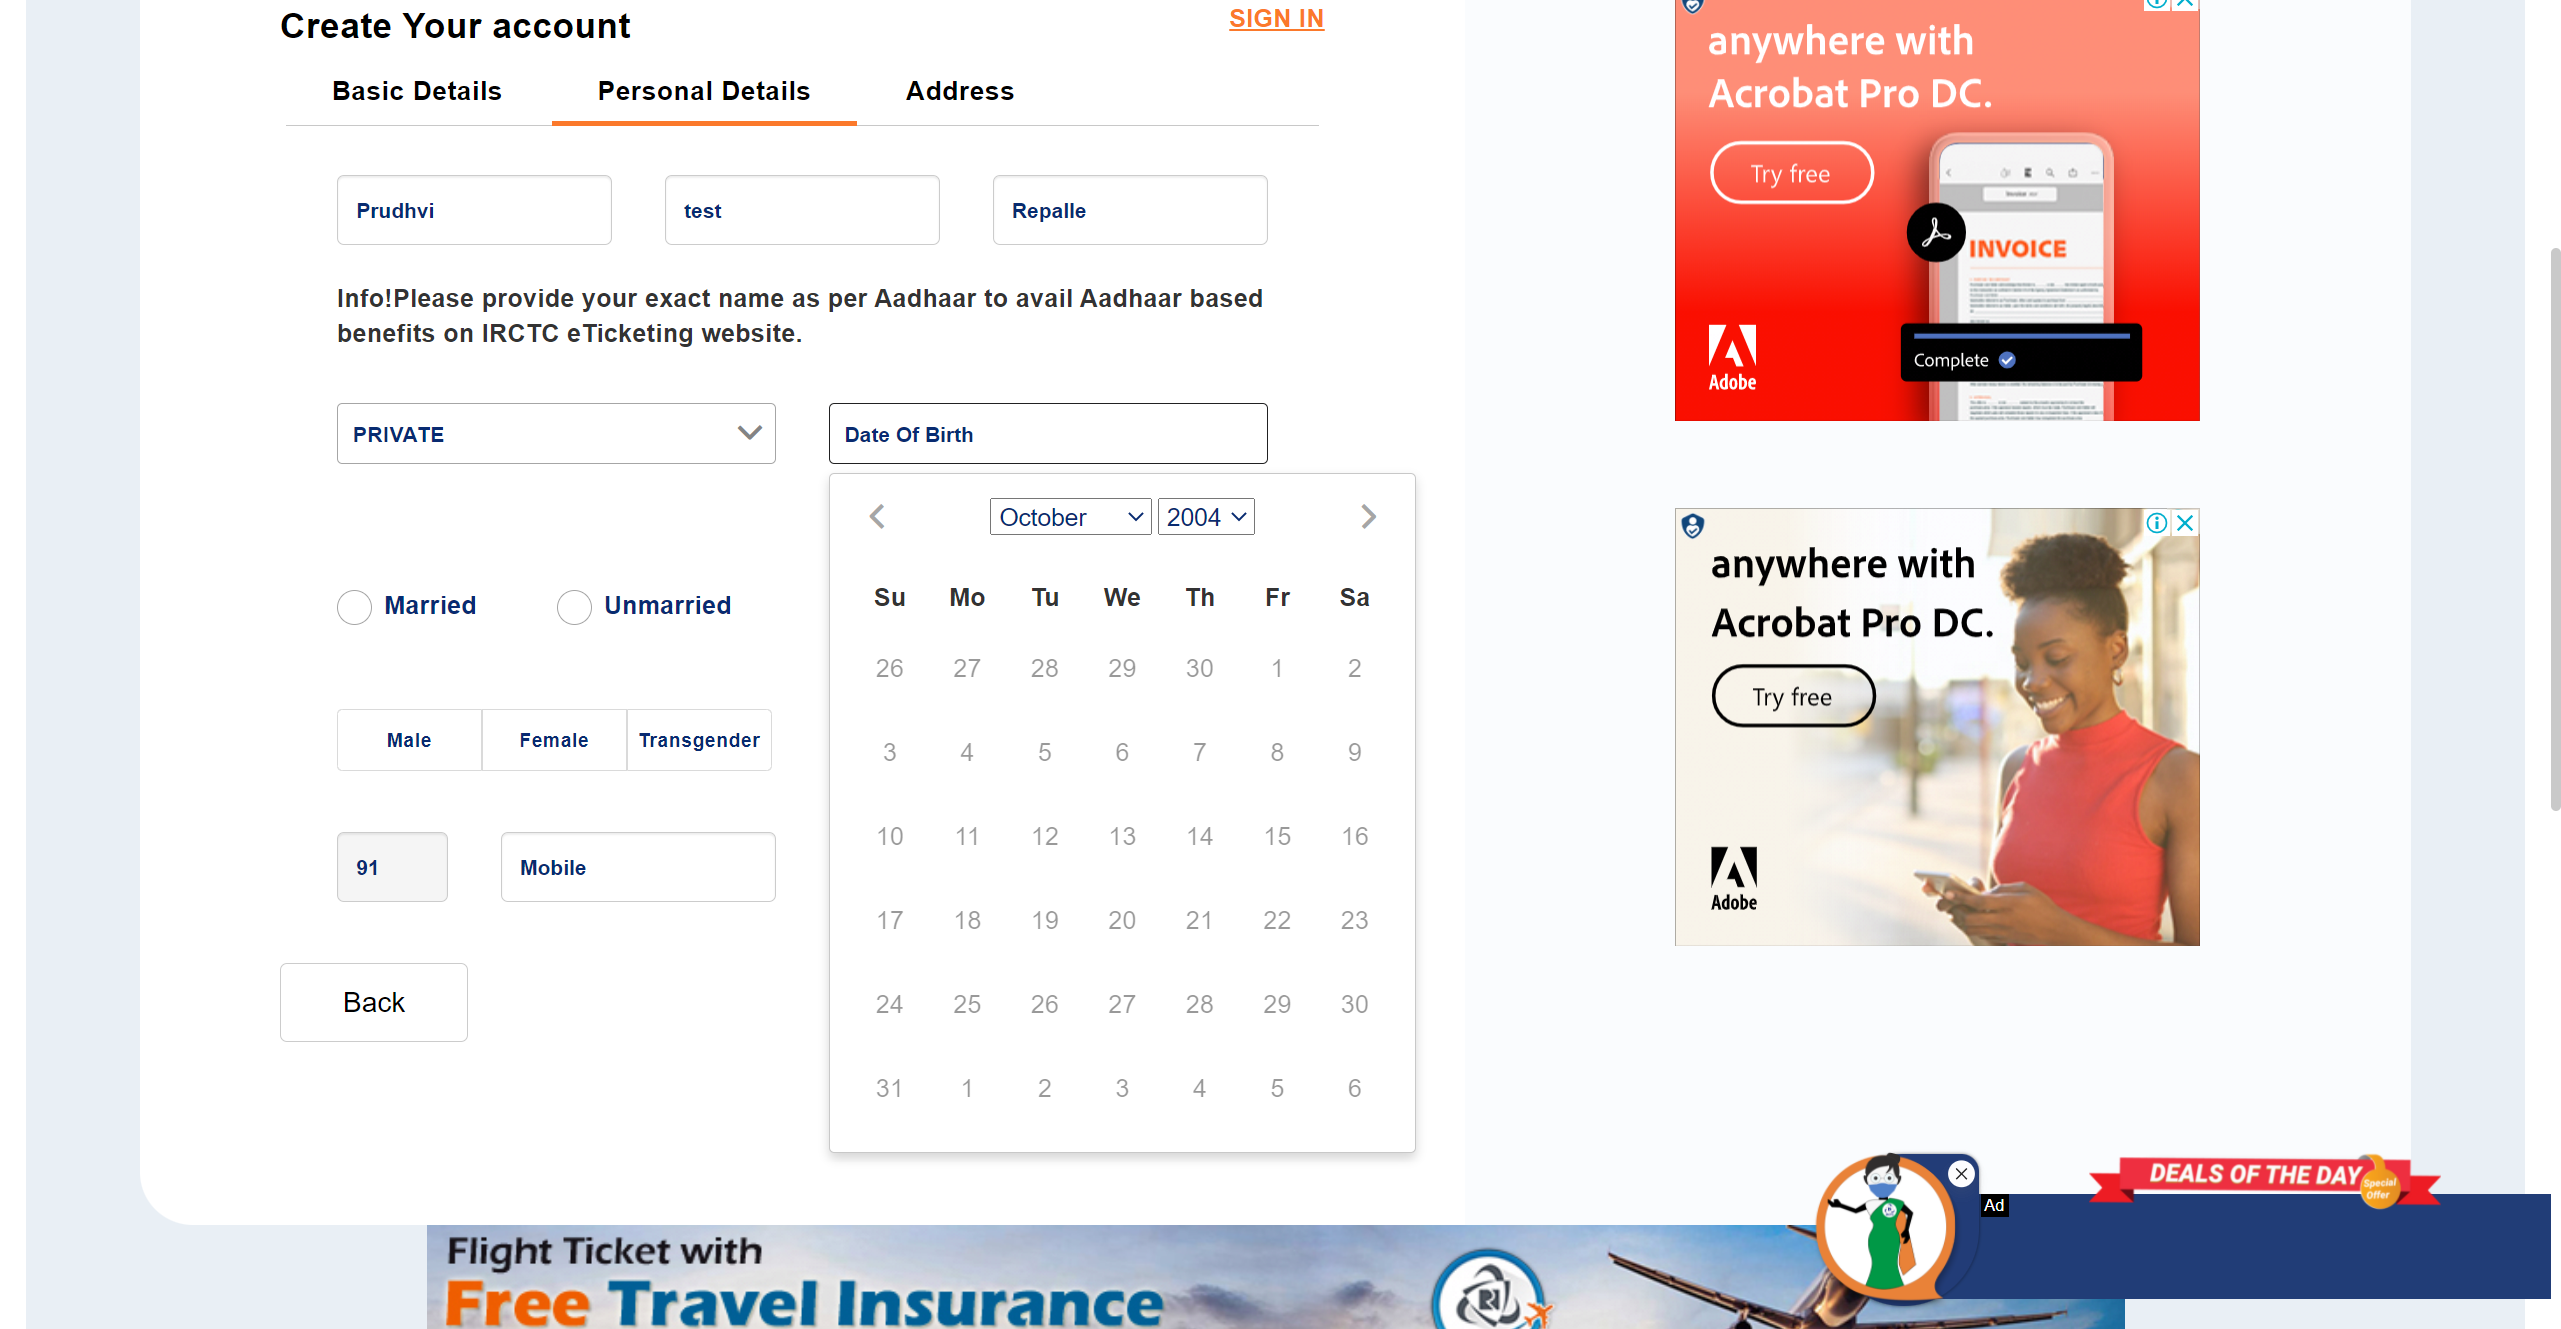 Create Your account
SIGN IN
Basic Details
Personal Details
Address
Prudhvi
test
Repalle
Info!Please provide your exact name as per Aadhaar to avail Aadhaar based
benefits on IRCTC eTicketing website.
PRIVATE
Date Of Birth
October
2004
Su Mo Tu We Th Fr Sa
26 27 28 29 30 1 2
3 4 5 6 7 8 9
10 11 12 13 14 15 16
17 18 19 20 21 22 23
24 25 26 27 28 29 30
31 1 2 3 4 5 6
Married
Unmarried
Male
Female
Transgender
91
Mobile
Back
anywhere with
Acrobat Pro DC.
Try free
INVOICE
Complete
Adobe
anywhere with
Acrobat Pro DC.
Try free
Adobe
DEALS OF THE DAY
Special
Offer
Ad
Flight Ticket with
Free Travel Insurance